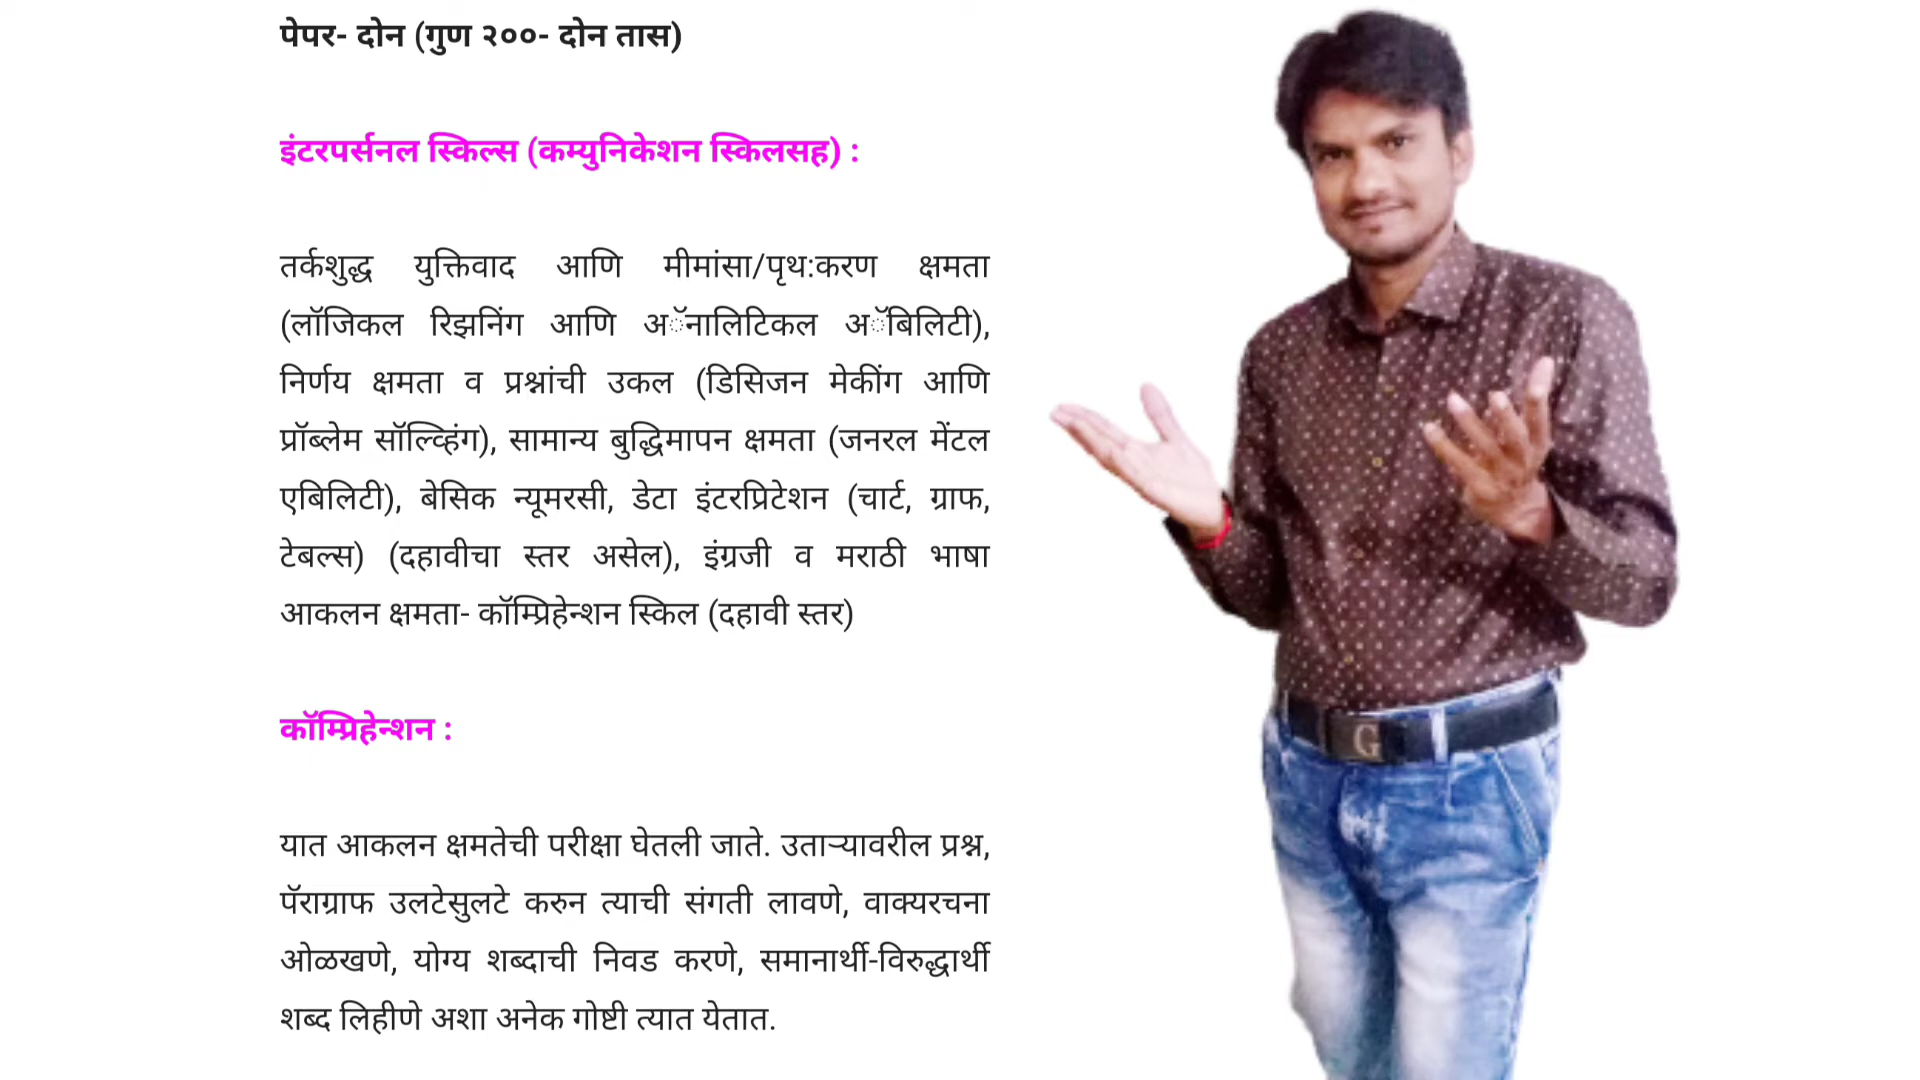 पेपर- दोन (गुण २००- दोन तास)
इंटरपर्सनल स्किल्स (कम्युनिकेशन स्किलसह) :
तर्कशुद्ध युक्तिवाद आणि मीमांसा/पृथ:करण क्षमता
(लॉजिकल रिझनिंग आणि अॅनालिटिकल अॅबिलिटी),
निर्णय क्षमता व प्रश्नांची उकल (डिसिजन मेकींग आणि
प्रॉब्लेम सॉल्व्हिंग), सामान्य बुद्धिमापन क्षमता (जनरल मेंटल
एबिलिटी), बेसिक न्यूमरसी, डेटा इंटरप्रिटेशन (चार्ट, ग्राफ,
टेबल्स) (दहावीचा स्तर असेल), इंग्रजी व मराठी भाषा
आकलन क्षमता- कॉम्प्रिहेन्शन स्किल (दहावी स्तर)
कॉम्प्रिहेन्शन :
यात आकलन क्षमतेची परीक्षा घेतली जाते. उताऱ्यावरील प्रश्न,
पॅराग्राफ उलटेसुलटे करुन त्याची संगती लावणे, वाक्यरचना
ओळखणे, योग्य शब्दाची निवड करणे, समानार्थी-विरुद्धार्थी
शब्द लिहीणे अशा अनेक गोष्टी त्यात येतात.
G